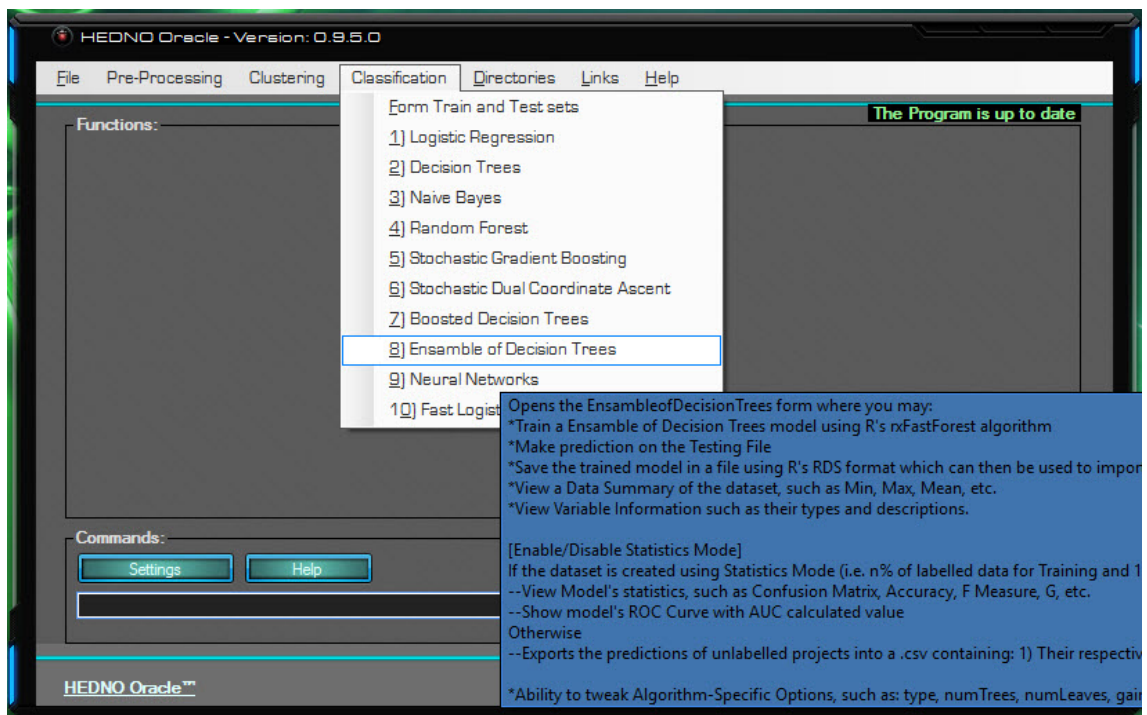 HEDNO Oracle - Version: 0.9.5.0
File Pre-Processing Clustering Classification Directories Links Help
The Program is up to date
Functions:
Form Train and Test sets
1) Logistic Regression
2) Decision Trees
3) Naive Bayes
4) Random Forest
5) Stochastic Gradient Boosting
6) Stochastic Dual Coordinate Ascent
7) Boosted Decision Trees
8) Ensamble of Decision Trees
9) Neural Networks
10) Fast Logist
Opens the EnsambleofDecisionTrees form where you may:
*Train a Ensamble of Decision Trees model using R's rxFastForest algorithm
*Make prediction on the Testing File
*Save the trained model in a file using R's RDS format which can then be used to impor
*View a Data Summary of the dataset, such as Min, Max, Mean, etc.
*View Variable Information such as their types and descriptions.
[Enable/Disable Statistics Mode]
If the dataset is created using Statistics Mode (i.e. n% of labelled data for Training and 1
--View Model's statistics, such as Confusion Matrix, Accuracy, F Measure, G, etc.
--Show model's ROC Curve with AUC calculated value
Otherwise
--Exports the predictions of unlabelled projects into a .csv containing: 1) Their respectiv
*Ability to tweak Algorithm-Specific Options, such as: type, numTrees, numLeaves, gai
Commands:
Settings Help
HEDNO Oracle™